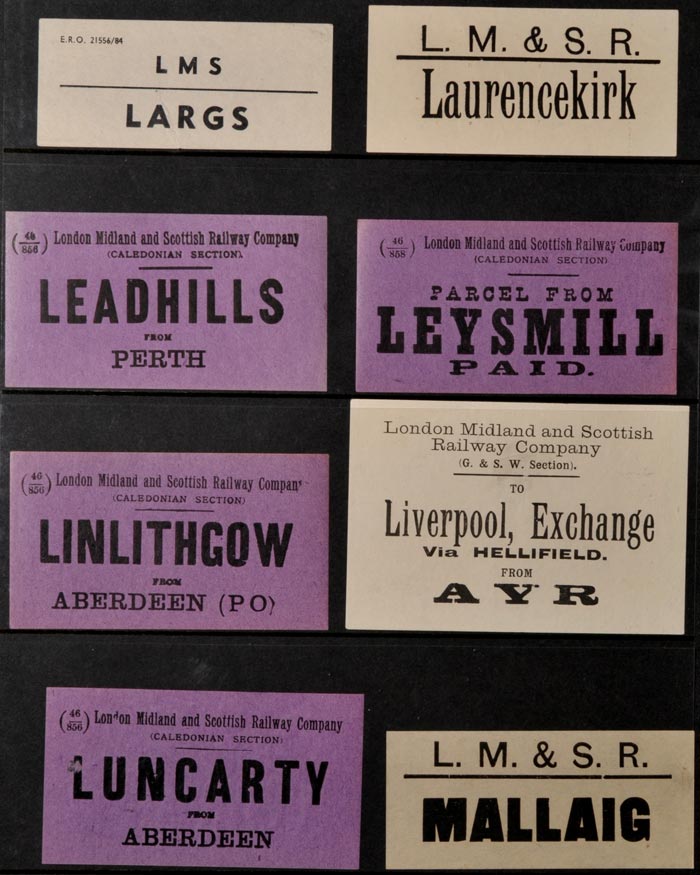 E.R.O. 21556/84
LMS
LARGS
L. M. & S. R.
Laurencekirk
(46/856) London Midland and Scottish Railway Company
(CALEDONIAN SECTION).
LEADHILLS
FROM
PERTH
(46/858) London Midland and Scottish Railway Company
(CALEDONIAN SECTION)
PARCEL FROM
LEYSMILL
PAID.
(46/856) London Midland and Scottish Railway Company
(CALEDONIAN SECTION)
LINLITHGOW
FROM
ABERDEEN (PO)
London Midland and Scottish
Railway Company
(G. & S. W. Section).
TO
Liverpool, Exchange
Via HELLIFIELD.
FROM
AYR
(46/856) London Midland and Scottish Railway Company
(CALEDONIAN SECTION)
LUNCARTY
FROM
ABERDEEN
L. M. & S. R.
MALLAIG